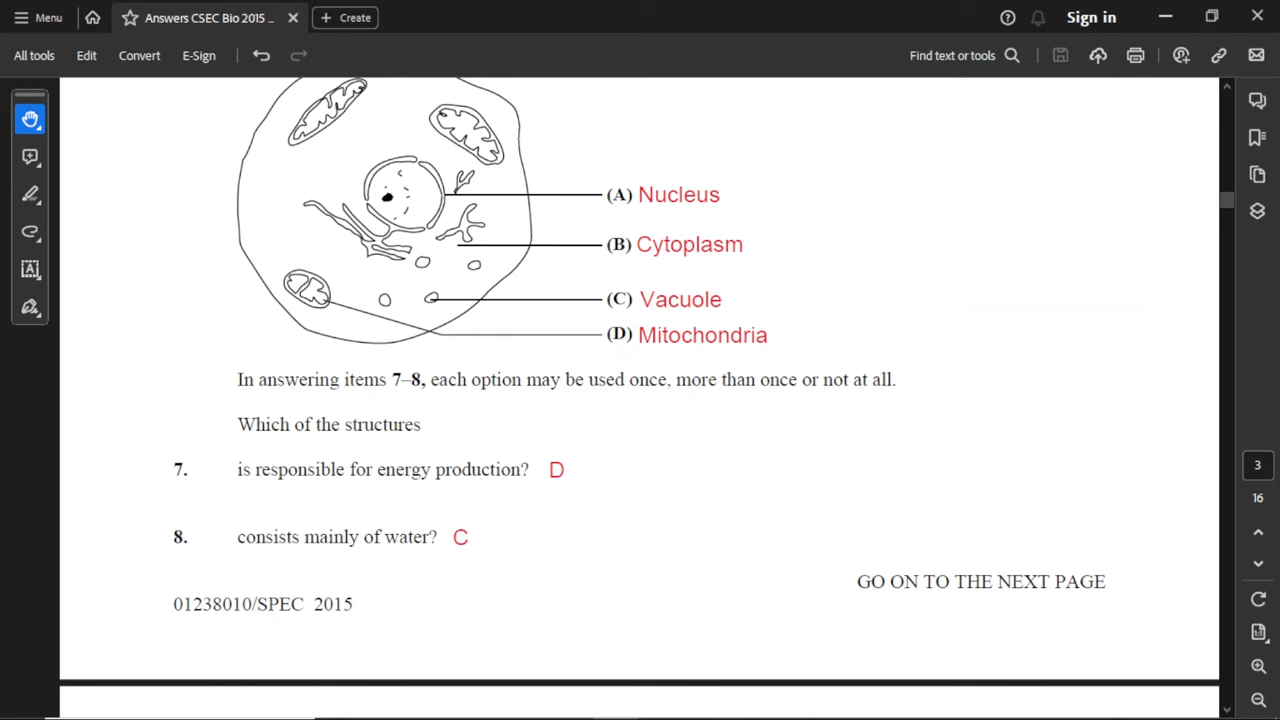 Menu
Answers CSEC Bio 2015 ...
Create
Sign in
All tools
Edit
Convert
E-Sign
Find text or tools
(A) Nucleus
(B) Cytoplasm
(C) Vacuole
(D) Mitochondria
In answering items 7–8, each option may be used once, more than once or not at all.
Which of the structures
7. is responsible for energy production? D
8. consists mainly of water? C
GO ON TO THE NEXT PAGE
01238010/SPEC 2015
3
16
1:1